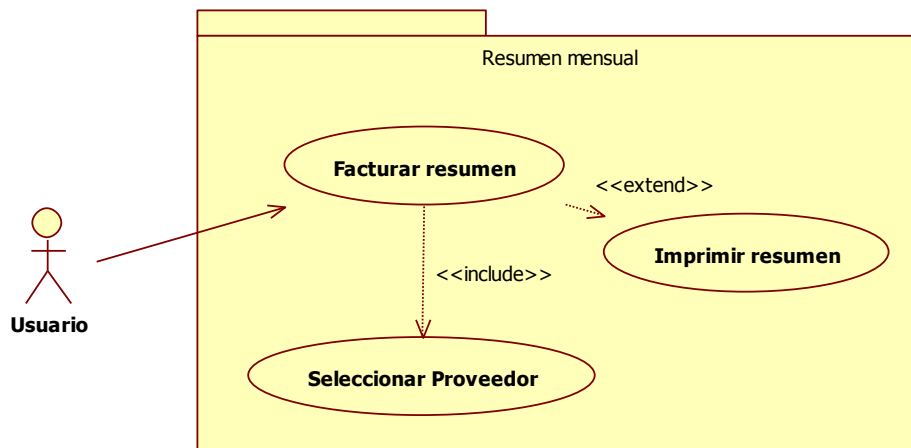 Resumen mensual
Facturar resumen
<<extend>>
Imprimir resumen
<<include>>
Usuario
Seleccionar Proveedor